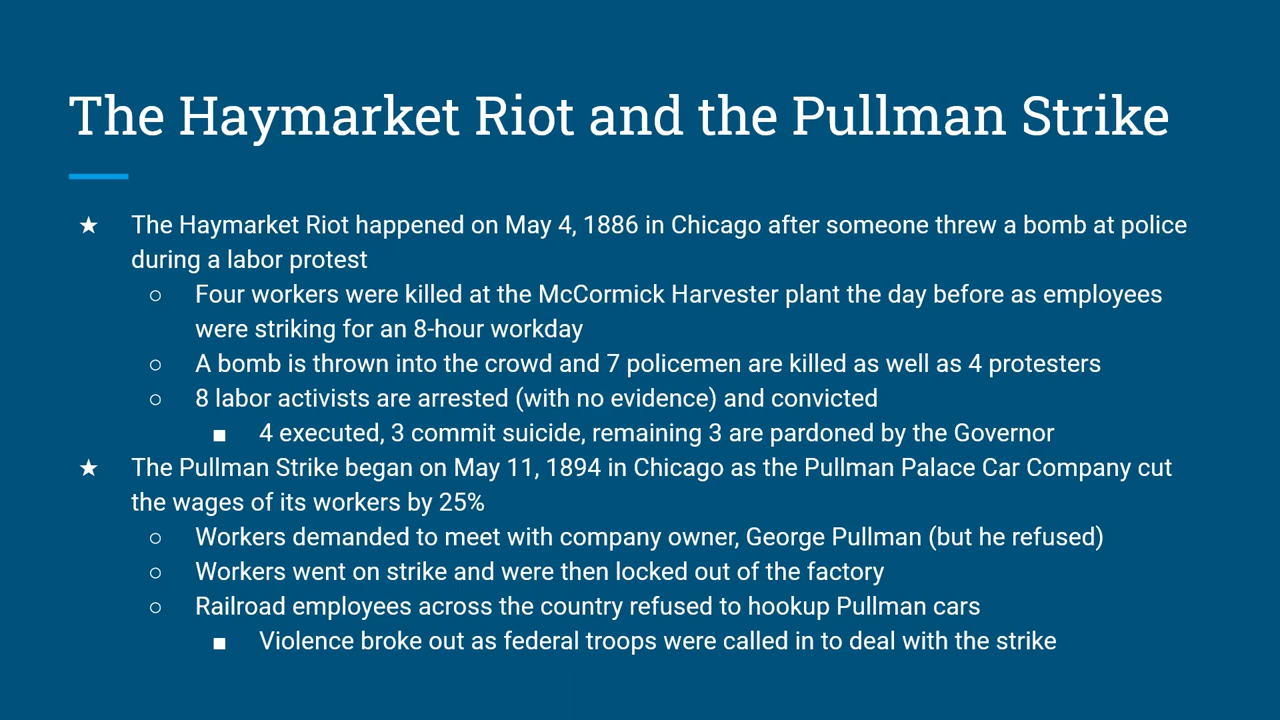 The Haymarket Riot and the Pullman Strike
★ The Haymarket Riot happened on May 4, 1886 in Chicago after someone threw a bomb at police
during a labor protest
○ Four workers were killed at the McCormick Harvester plant the day before as employees
were striking for an 8-hour workday
○ A bomb is thrown into the crowd and 7 policemen are killed as well as 4 protesters
○ 8 labor activists are arrested (with no evidence) and convicted
■ 4 executed, 3 commit suicide, remaining 3 are pardoned by the Governor
★ The Pullman Strike began on May 11, 1894 in Chicago as the Pullman Palace Car Company cut
the wages of its workers by 25%
○ Workers demanded to meet with company owner, George Pullman (but he refused)
○ Workers went on strike and were then locked out of the factory
○ Railroad employees across the country refused to hookup Pullman cars
■ Violence broke out as federal troops were called in to deal with the strike